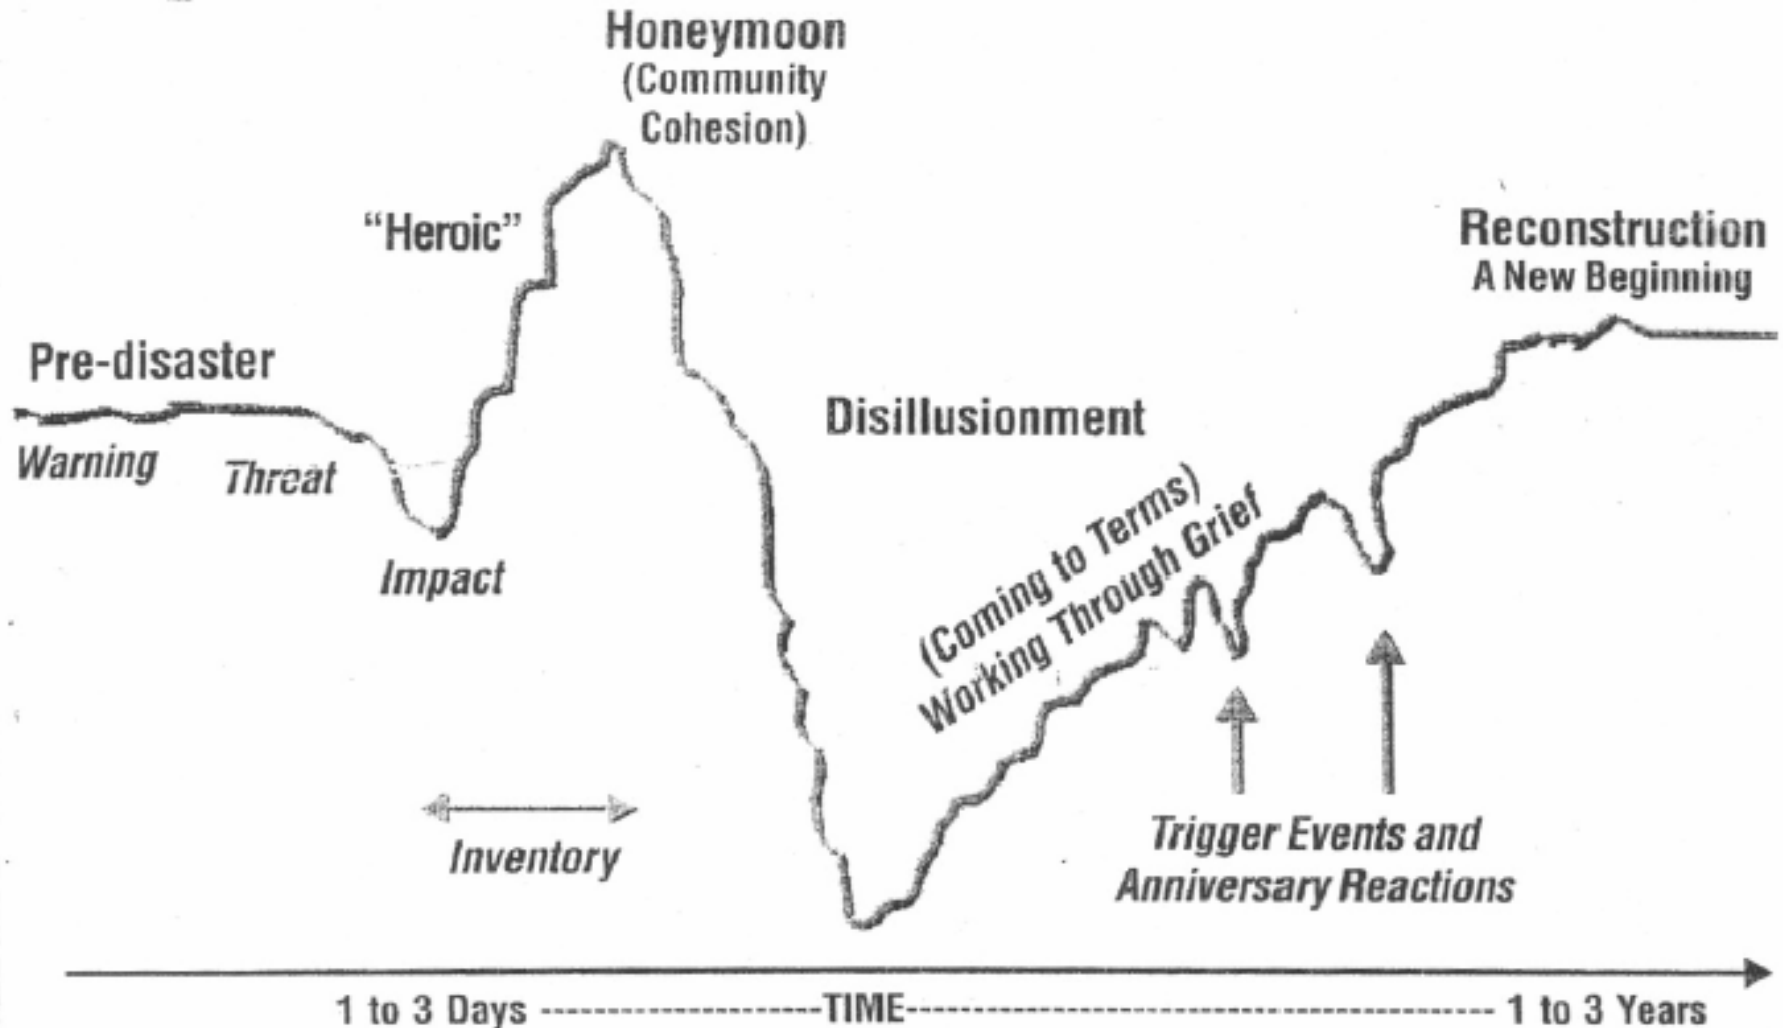 Honeymoon
(Community
Cohesion)
“Heroic”
Reconstruction
A New Beginning
Pre-disaster
Disillusionment
Warning
Threat
Impact
(Coming to Terms)
Working Through Grief
Inventory
Trigger Events and
Anniversary Reactions
1 to 3 Days ----------------------TIME--------------------------------------------- 1 to 3 Years